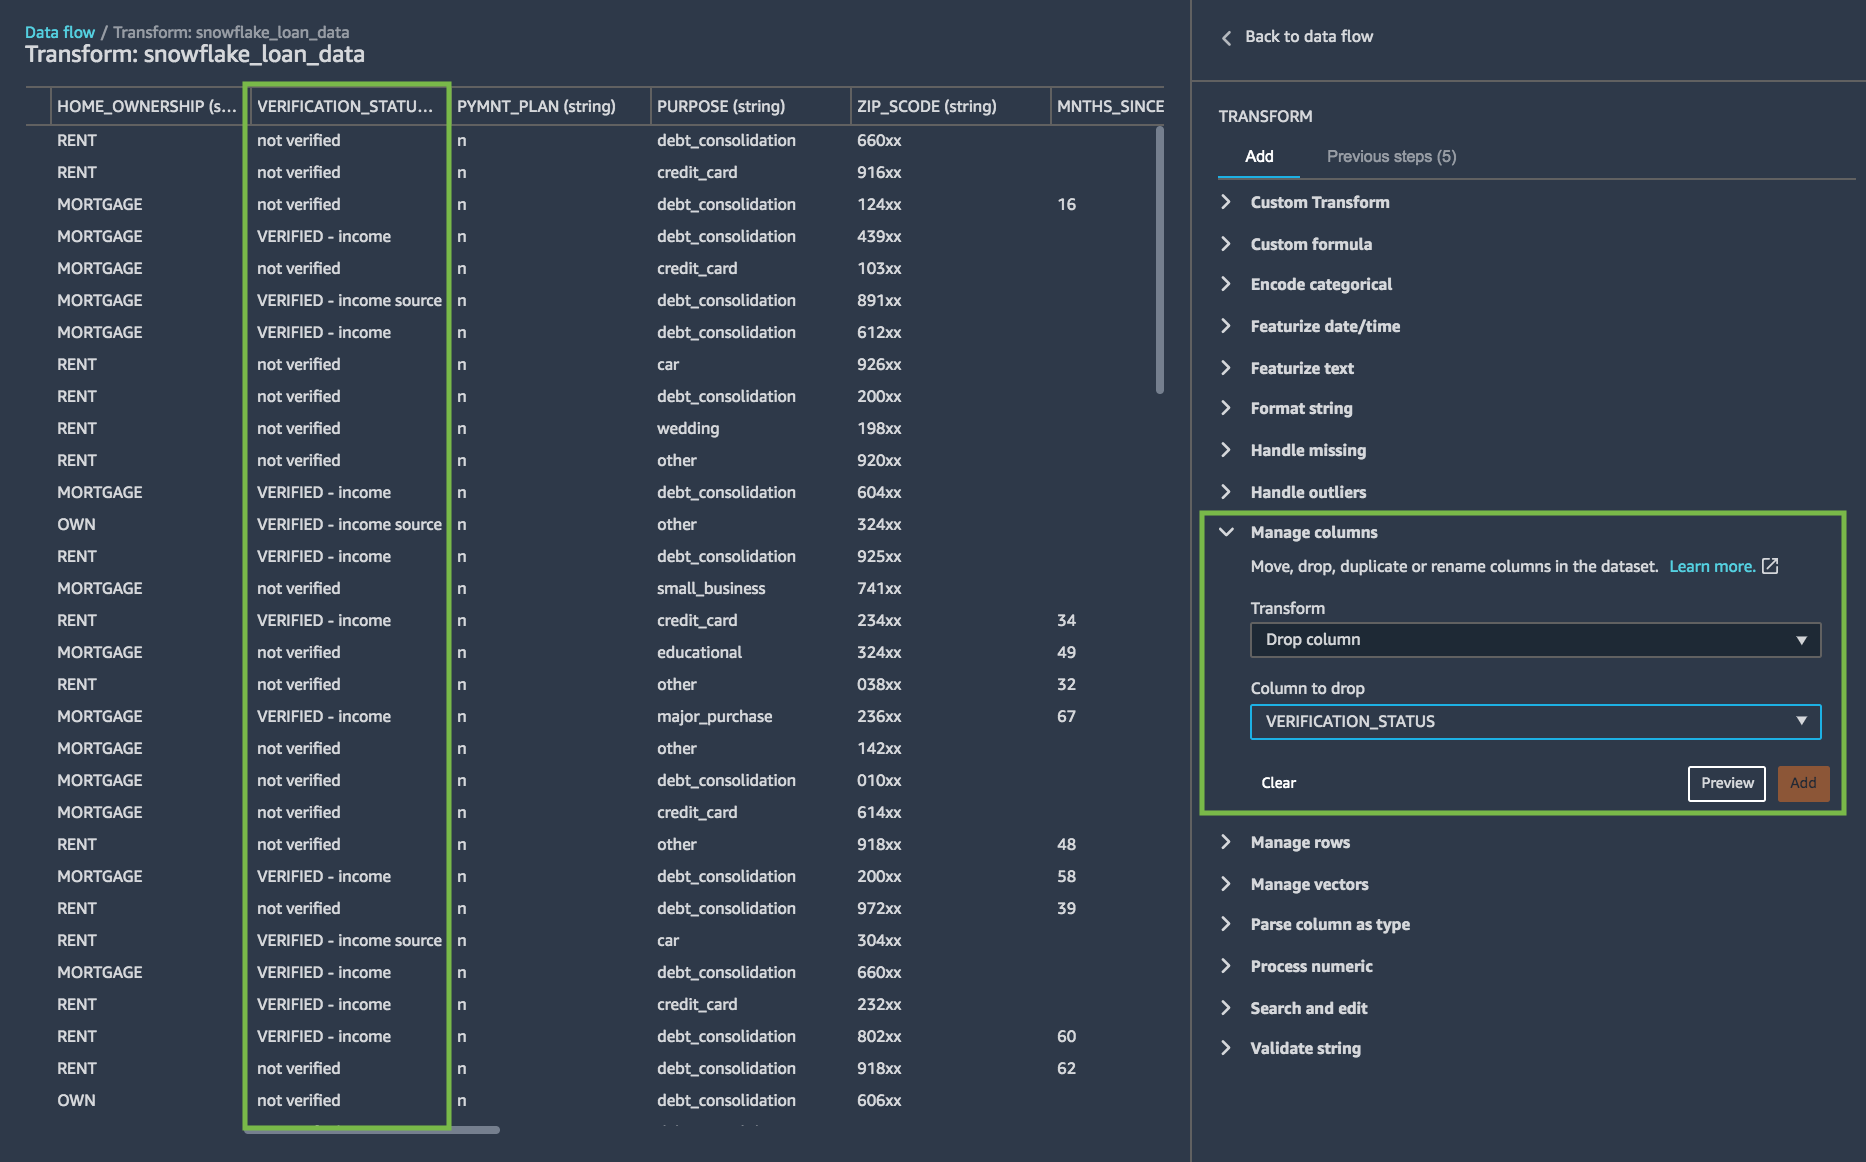 Data flow / Transform: snowflake_loan_data
Transform: snowflake_loan_data
HOME_OWNERSHIP (s... VERIFICATION_STATU... PYMNT_PLAN (string) PURPOSE (string) ZIP_SCODE (string) MNTHS_SINCE
RENT not verified n debt_consolidation 660xx
RENT not verified n credit_card 916xx
MORTGAGE not verified n debt_consolidation 124xx 16
MORTGAGE VERIFIED - income n debt_consolidation 439xx
MORTGAGE not verified n credit_card 103xx
MORTGAGE VERIFIED - income source n debt_consolidation 891xx
MORTGAGE VERIFIED - income n debt_consolidation 612xx
RENT not verified n car 926xx
RENT not verified n debt_consolidation 200xx
RENT not verified n wedding 198xx
RENT not verified n other 920xx
MORTGAGE VERIFIED - income n debt_consolidation 604xx
OWN VERIFIED - income source n other 324xx
RENT VERIFIED - income n debt_consolidation 925xx
MORTGAGE not verified n small_business 741xx
RENT VERIFIED - income n credit_card 234xx 34
MORTGAGE not verified n educational 324xx 49
RENT not verified n other 038xx 32
MORTGAGE VERIFIED - income n major_purchase 236xx 67
MORTGAGE not verified n other 142xx
MORTGAGE not verified n debt_consolidation 010xx
MORTGAGE not verified n credit_card 614xx
RENT not verified n other 918xx 48
MORTGAGE VERIFIED - income n debt_consolidation 200xx 58
RENT not verified n debt_consolidation 972xx 39
RENT VERIFIED - income source n car 304xx
MORTGAGE VERIFIED - income n debt_consolidation 660xx
RENT VERIFIED - income n credit_card 232xx
RENT VERIFIED - income n debt_consolidation 802xx 60
RENT not verified n debt_consolidation 918xx 62
OWN not verified n debt_consolidation 606xx
Back to data flow
TRANSFORM
Add Previous steps (5)
Custom Transform
Custom formula
Encode categorical
Featurize date/time
Featurize text
Format string
Handle missing
Handle outliers
Manage columns
Move, drop, duplicate or rename columns in the dataset. Learn more.
Transform
Drop column
Column to drop
VERIFICATION_STATUS
Clear Preview Add
Manage rows
Manage vectors
Parse column as type
Process numeric
Search and edit
Validate string